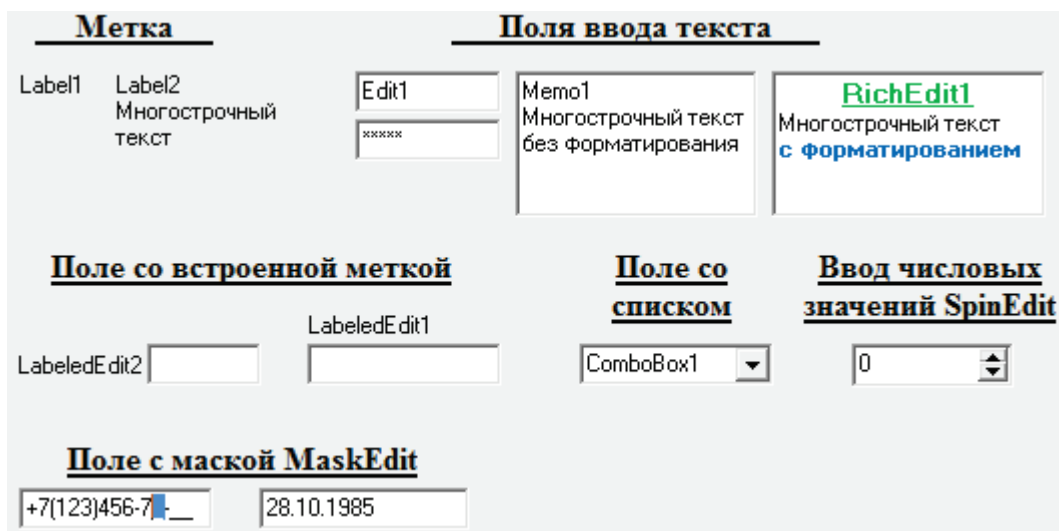 Метка
Поля ввода текста
Label1
Label2
Многострочный
текст
Edit1
*****
Memo1
Многострочный текст
без форматирования
RichEdit1
Многострочный текст
с форматированием
Поле со встроенной меткой
Поле со
списком
Ввод числовых
значений SpinEdit
LabeledEdit2
LabeledEdit1
ComboBox1
0
Поле с маской MaskEdit
+7(123)456-7_-__
28.10.1985